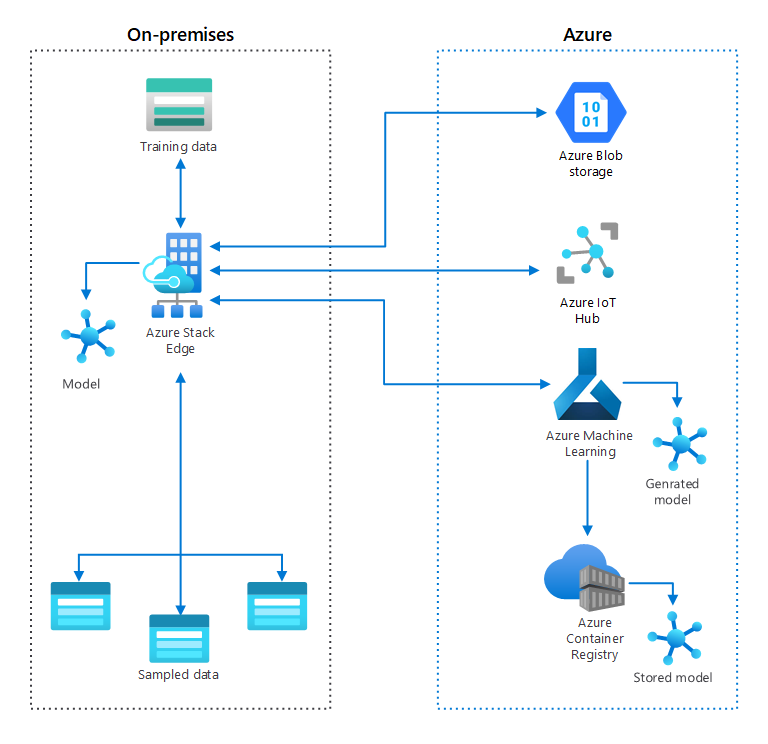 On-premises
Azure
Training data
10
01
Azure Blob
storage
Azure IoT
Hub
Azure Stack
Edge
Model
Azure Machine
Learning
Genrated
model
Azure
Container
Registry
Sampled data
Stored model